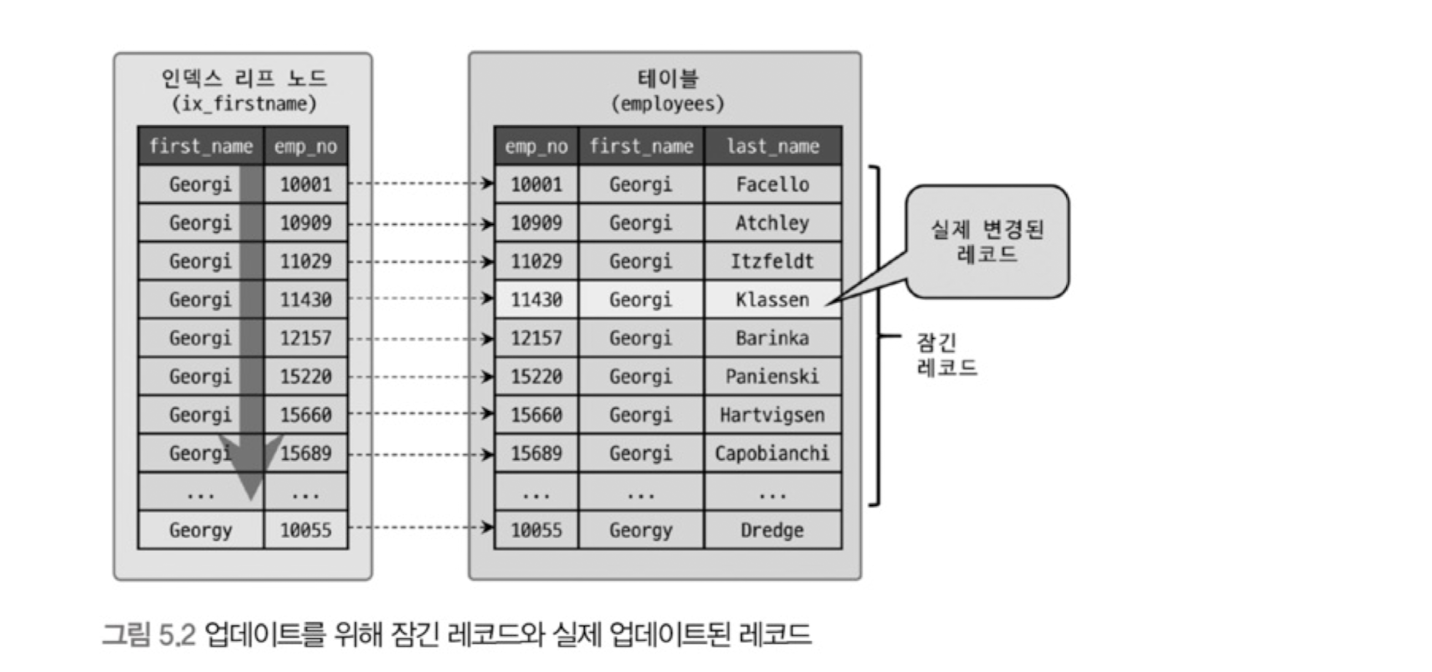 인덱스 리프 노드
(ix_firstname)
first_name emp_no
Georgi 10001
Georgi 10909
Georgi 11029
Georgi 11430
Georgi 12157
Georgi 15220
Georgi 15660
Georgi 15689
... ...
Georgy 10055
테이블
(employees)
emp_no first_name last_name
10001 Georgi Facello
10909 Georgi Atchley
11029 Georgi Itzfeldt
11430 Georgi Klassen
12157 Georgi Barinka
15220 Georgi Panienski
15660 Georgi Hartvigsen
15689 Georgi Capobianchi
... ... ...
10055 Georgy Dredge
실제 변경된
레코드
잠긴
레코드
그림 5.2 업데이트를 위해 잠긴 레코드와 실제 업데이트된 레코드